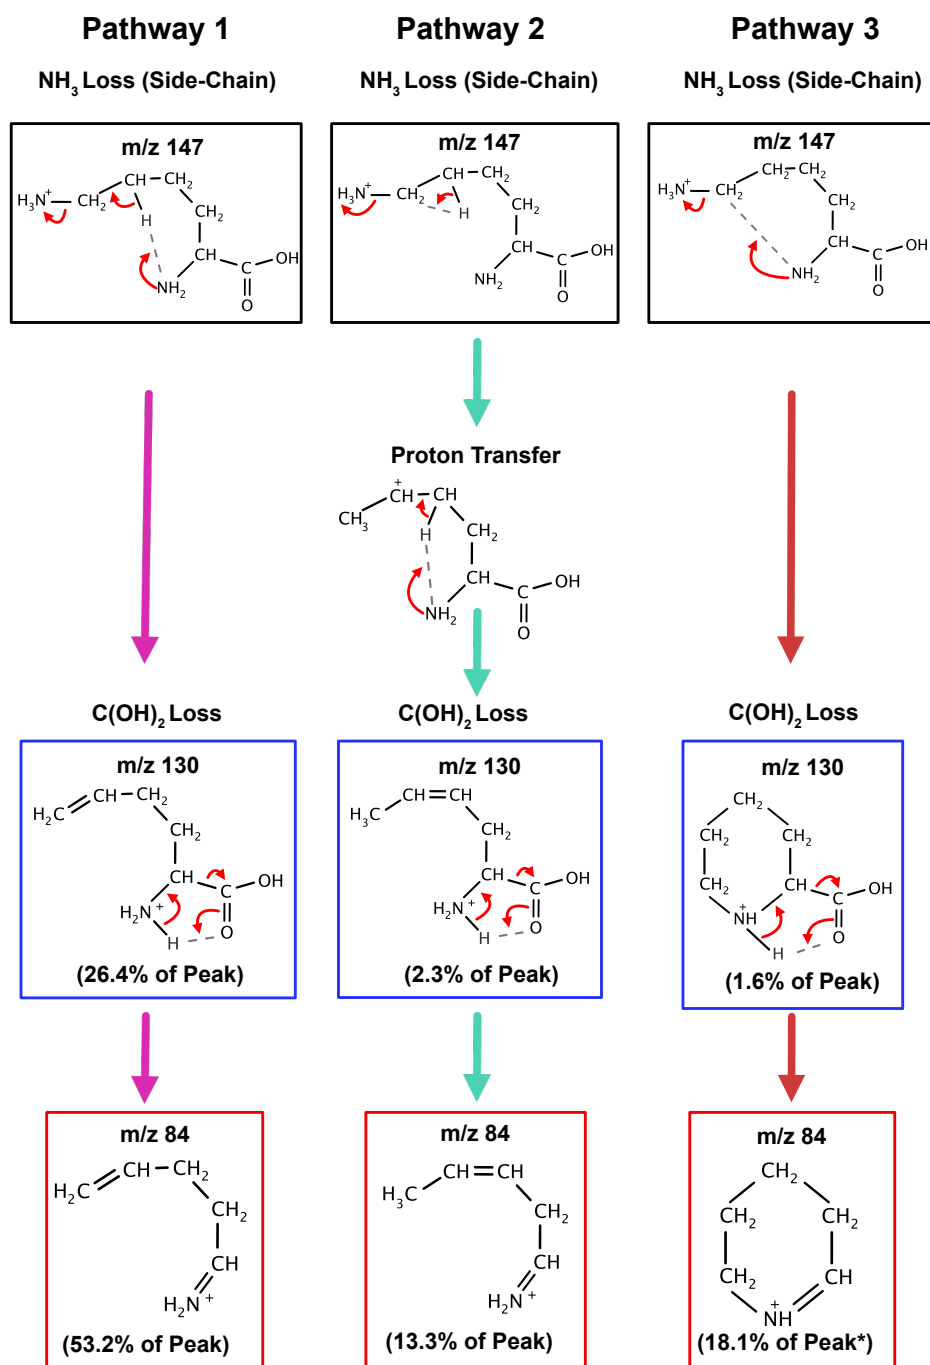 Pathway 1
Pathway 2
Pathway 3
NH3 Loss (Side-Chain)
NH3 Loss (Side-Chain)
NH3 Loss (Side-Chain)
m/z 147
H3N+
CH2
CH
CH2
CH2
H
CH
NH2
C
OH
O
m/z 147
H3N+
CH2
CH
CH2
CH2
H
CH
NH2
C
OH
O
m/z 147
H3N+
CH2
CH2
CH2
CH2
CH
NH2
C
OH
O
Proton Transfer
CH3
+CH
CH
H
CH2
CH
NH2
C
OH
O
C(OH)2 Loss
C(OH)2 Loss
C(OH)2 Loss
m/z 130
H2C
CH
CH2
CH2
CH
H2N+
H
C
OH
O
(26.4% of Peak)
m/z 130
H3C
CH
CH
CH2
CH
H2N+
H
C
OH
O
(2.3% of Peak)
m/z 130
CH2
CH2
CH2
CH2
CH
NH+
H
C
OH
O
(1.6% of Peak)
m/z 84
H2C
CH
CH2
CH2
CH
H2N+
(53.2% of Peak)
m/z 84
H3C
CH
CH
CH2
CH
H2N+
(13.3% of Peak)
m/z 84
CH2
CH2
CH2
CH2
CH
NH+
(18.1% of Peak*)